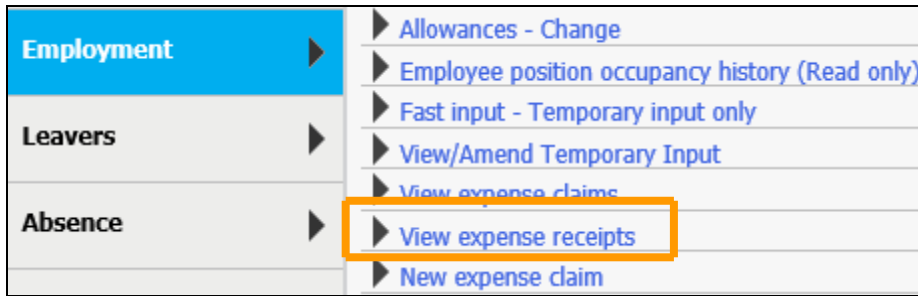 Employment
Leavers
Absence
Allowances - Change
Employee position occupancy history (Read only)
Fast input - Temporary input only
View/Amend Temporary Input
View expense claims
View expense receipts
New expense claim